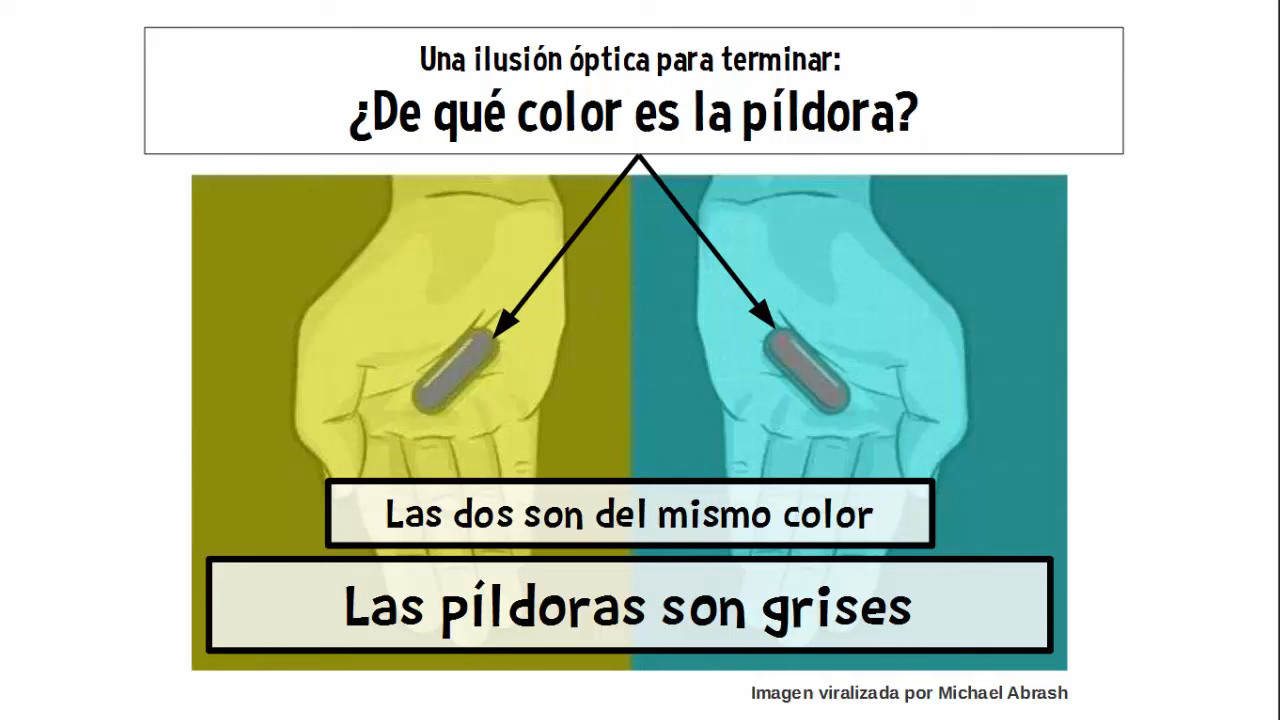 Una ilusión óptica para terminar:
¿De qué color es la píldora?
Las dos son del mismo color
Las píldoras son grises
Imagen viralizada por Michael Abrash